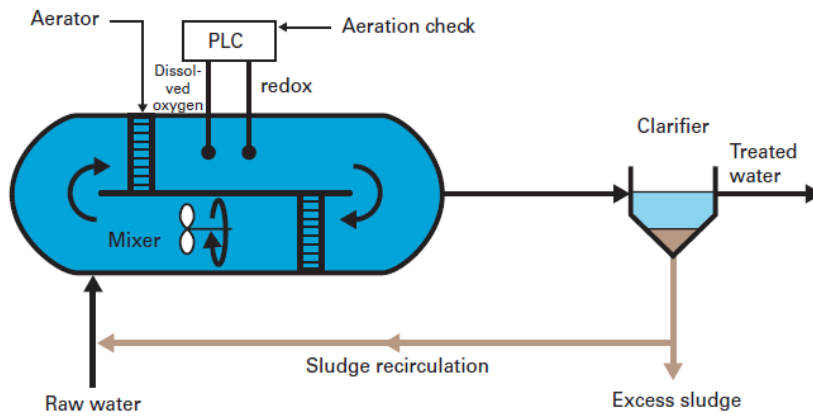 Aerator
PLC
Aeration check
Dissol-
ved
oxygen
redox
Clarifier
Treated
water
Mixer
Sludge recirculation
Raw water
Excess sludge